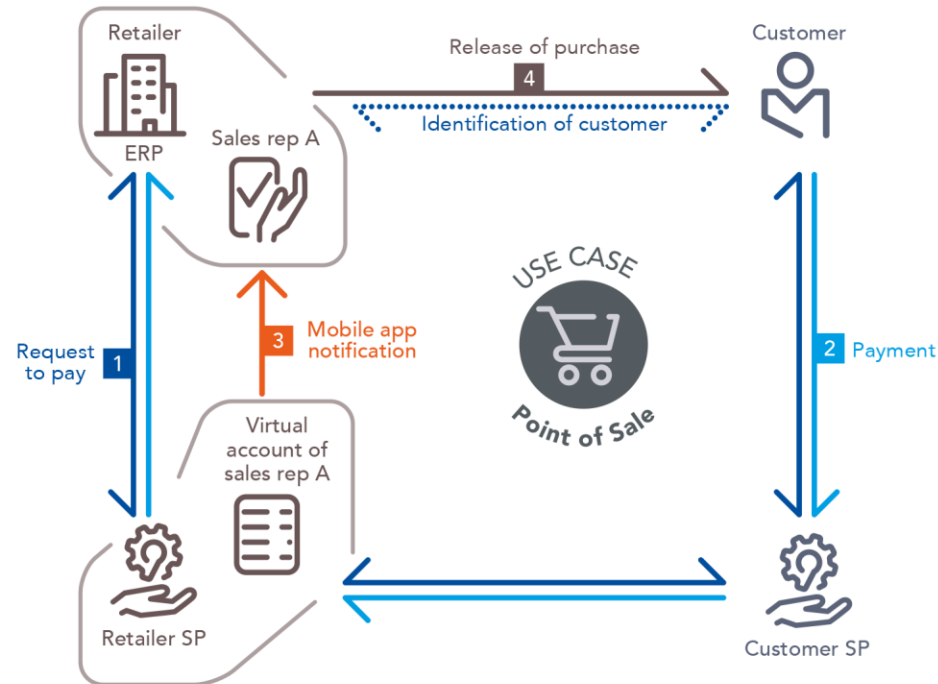 Retailer
ERP
Sales rep A
Release of purchase
4
Identification of customer
Customer
USE CASE
Point of Sale
Request
to pay
1
3
Mobile app
notification
2
Payment
Virtual
account of
sales rep A
Retailer SP
Customer SP